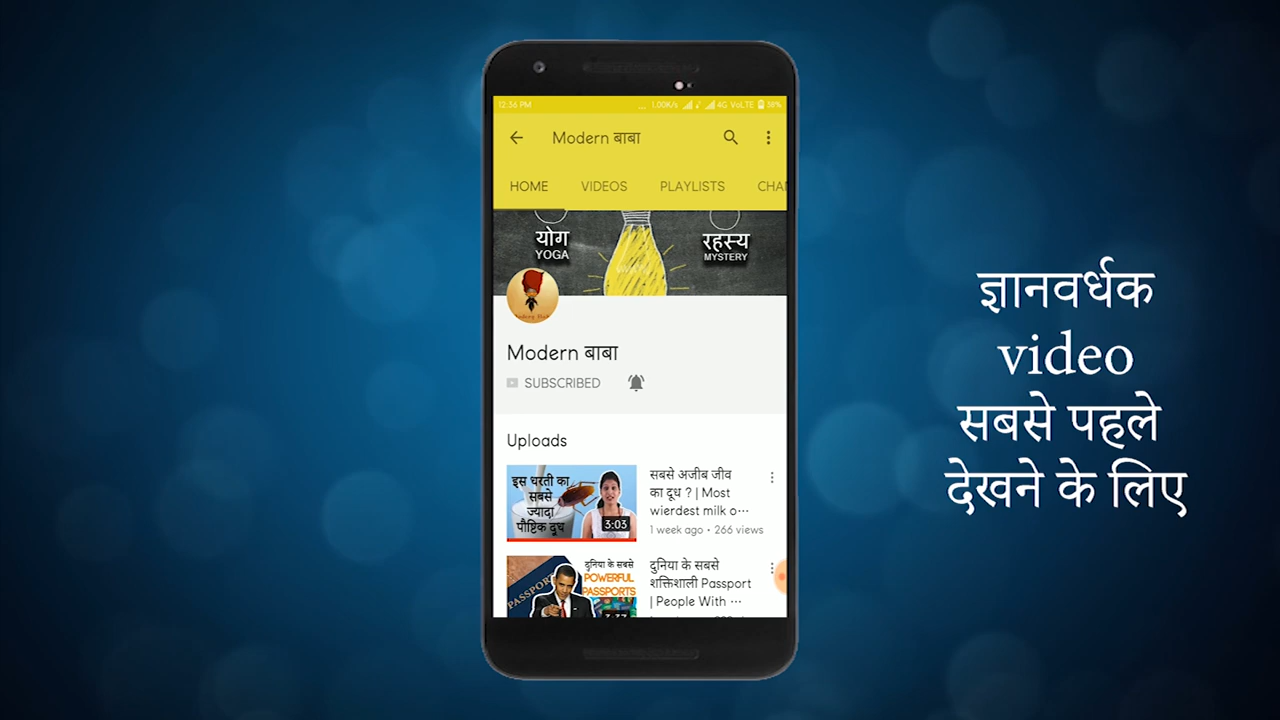 12:36 PM
... 1.00K/s 4G VoLTE 38%
Modern बाबा
HOME VIDEOS PLAYLISTS CHAN
योग
YOGA
रहस्य
MYSTERY
Modern बाबा
SUBSCRIBED
Uploads
इस धरती का
सबसे
ज्यादा
पौष्टिक दूध
3:03
सबसे अजीब जीव
का दूध ? | Most
wierdest milk o...
1 week ago • 266 views
PASSPORT
दुनिया के सबसे
POWERFUL
PASSPORTS
दुनिया के सबसे
शक्तिशाली Passport
| People With ...
ज्ञानवर्धक
video
सबसे पहले
देखने के लिए